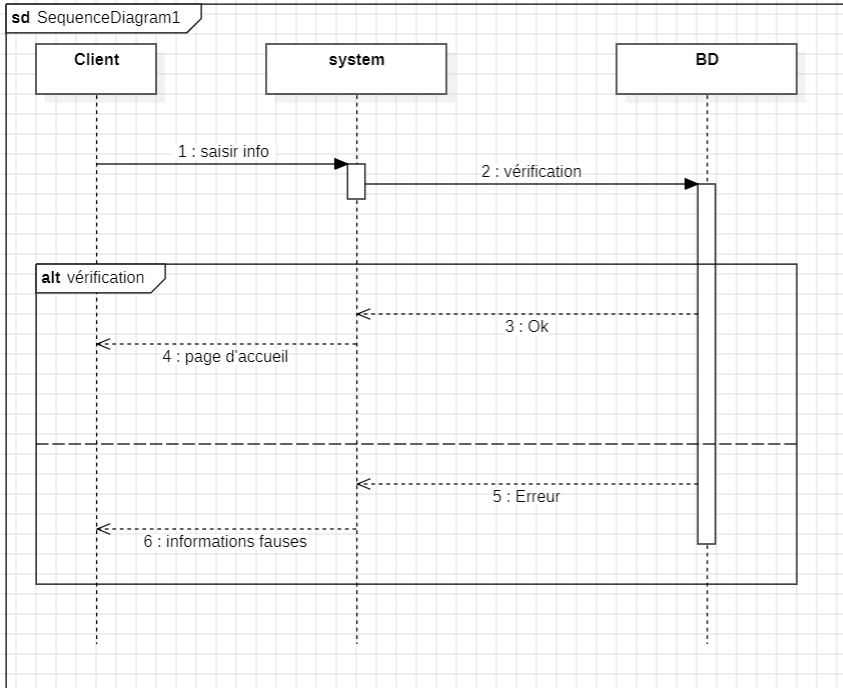 sd SequenceDiagram1
Client
system
BD
1 : saisir info
2 : vérification
alt vérification
3 : Ok
4 : page d'accueil
5 : Erreur
6 : informations fauses